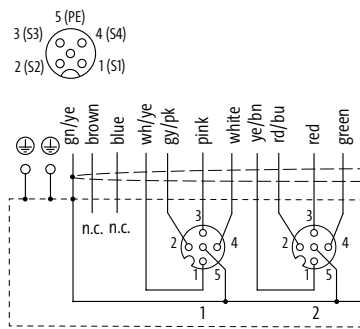 5 (PE)
3 (S3) 4 (S4)
2 (S2) 1 (S1)
gn/ye
brown
blue
wh/ye
gy/pk
pink
white
ye/bn
rd/bu
red
green
n.c. n.c.
3 3
2 4 2 4
1 5 1 5
1 2